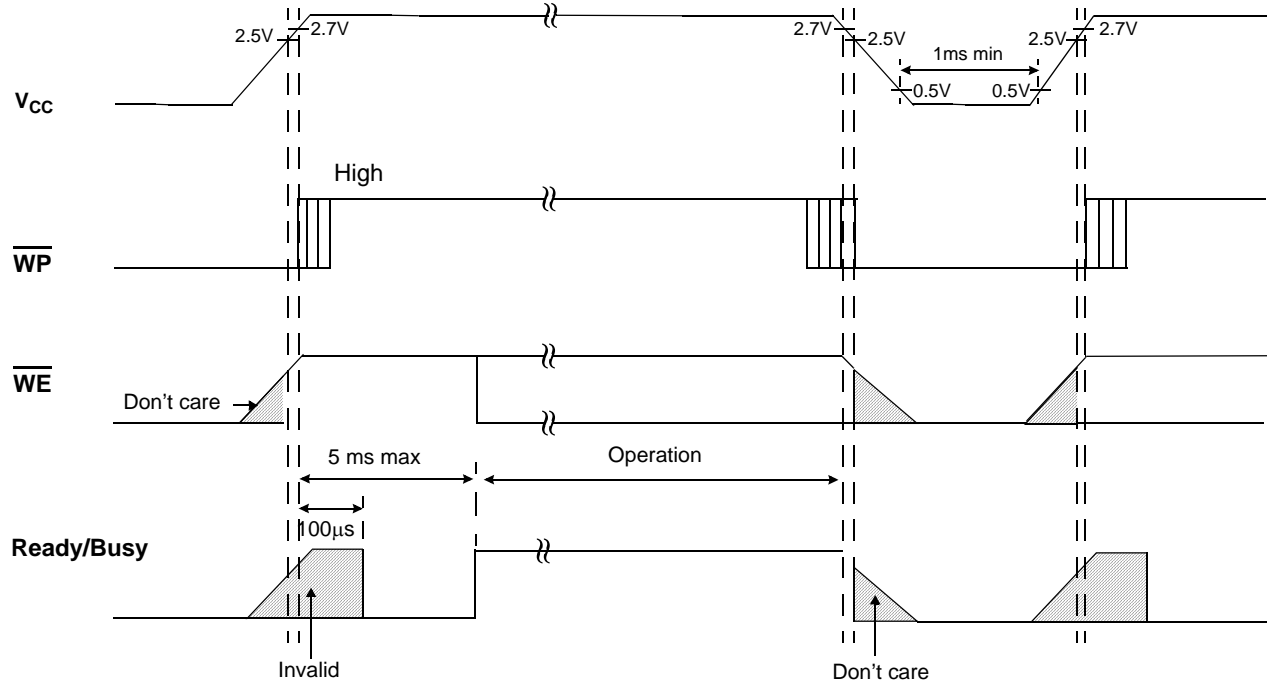 2.5V
2.7V
2.7V
2.5V
2.5V
2.7V
1ms min
0.5V
0.5V
VCC
High
WP
WE
Don't care
5 ms max
Operation
100µs
Ready/Busy
Invalid
Don't care